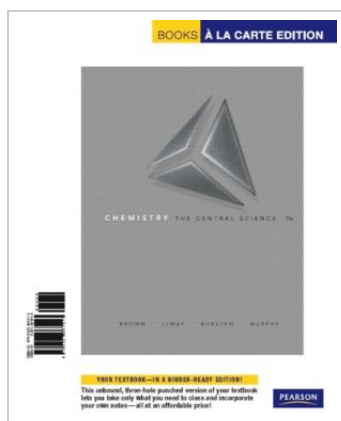 BOOKS À LA CARTE EDITION
CHEMISTRY THE CENTRAL SCIENCE 11e
BROWN LEMAY BURSTEN MURPHY
YOUR TEXTBOOK—IN A BINDER-READY EDITION!
This unbound, three-hole punched version of your textbook
lets you take only what you need to class and incorporate
your own notes—all at an affordable price!
PEARSON